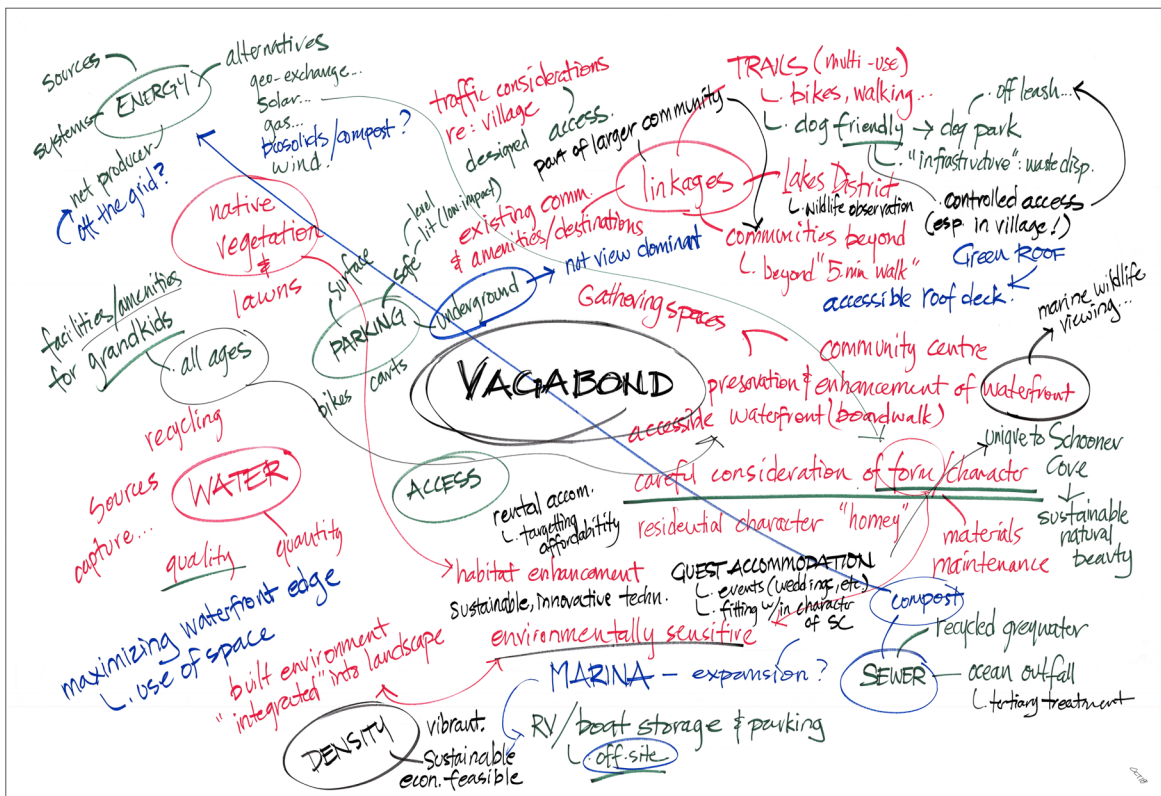 sources
ENERGY
systems
alternatives
geo-exchange...
solar...
gas...
biosolids/compost?
wind.
net producer
off the grid?
native
vegetation
&
lawns
facilities/amenities
for grandkids
all ages
traffic considerations
re: village
designed access.
part of larger community
linkages
TRAILS (multi-use)
bikes, walking...
dog friendly → dog park
off leash...
"infrastructure": waste disp.
controlled access
(esp. in village!)
Lakes District
wildlife observation
communities beyond
beyond "5 min walk"
existing comm.
& amenities/destinations
Green Roof
accessible roof deck.
level
lit (low-impact)
safe
surface
PARKING
underground
not view dominant
bikes
carts
Gathering spaces
VAGABOND
community centre
presovation & enhancement of waterfront
marine wildlife
viewing...
accessible waterfront (boardwalk)
careful consideration of form/character
unique to Schooner
Cove
sustainable
natural
beauty
residential character "homey"
materials
maintenance
recycling
WATER
sources
capture...
quality
quantity
ACCESS
rental accom.
targetting
affordabitity
habitat enhancement
Sustainable, innovative techn.
GUEST ACCOMMODATION
events (weddings, etc)
fitting w/in character
of SC
environmentally sensitive
compost
recycled greywater
SEWER
ocean outfall
tertiary treatment
maximizing waterfront edge
use of space
built environment
"integrated" into landscape
MARINA - expansion?
RV/boat storage & parking
off-site
DENSITY
vibrant.
Sustainable
econ. feasible